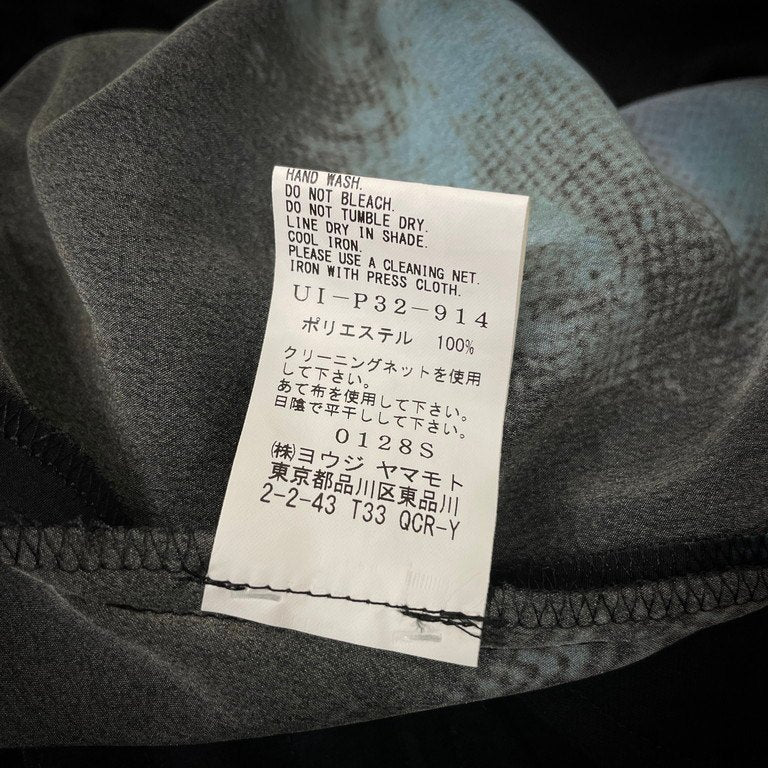 HAND WASH.
DO NOT BLEACH.
DO NOT TUMBLE DRY.
LINE DRY IN SHADE.
COOL IRON.
PLEASE USE A CLEANING NET.
IRON WITH PRESS CLOTH.
UI-P32-914
ポリエステル 100%
クリーニングネットを使用
して下さい。
あて布を使用して下さい。
日陰で平干しして下さい。
0128S
㈱ヨウジ ヤマモト
東京都品川区東品川
2-2-43 T33 QCR-Y